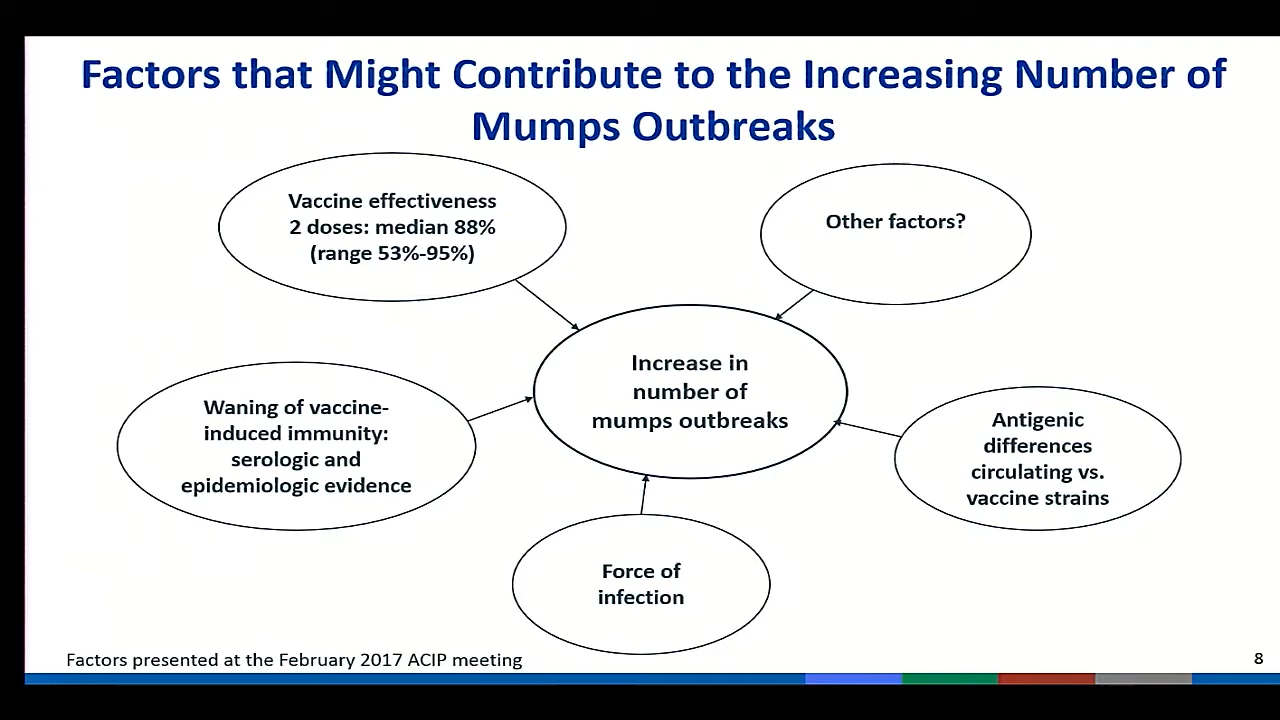 Factors that Might Contribute to the Increasing Number of
Mumps Outbreaks
Vaccine effectiveness
2 doses: median 88%
(range 53%-95%)
Other factors?
Increase in
number of
mumps outbreaks
Waning of vaccine-
induced immunity:
serologic and
epidemiologic evidence
Antigenic
differences
circulating vs.
vaccine strains
Force of
infection
Factors presented at the February 2017 ACIP meeting
8